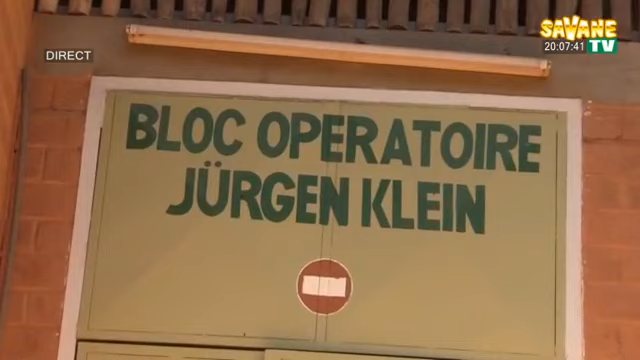 DIRECT
SAVANE
20:07:41 TV
BLOC OPERATOIRE
JÜRGEN KLEIN